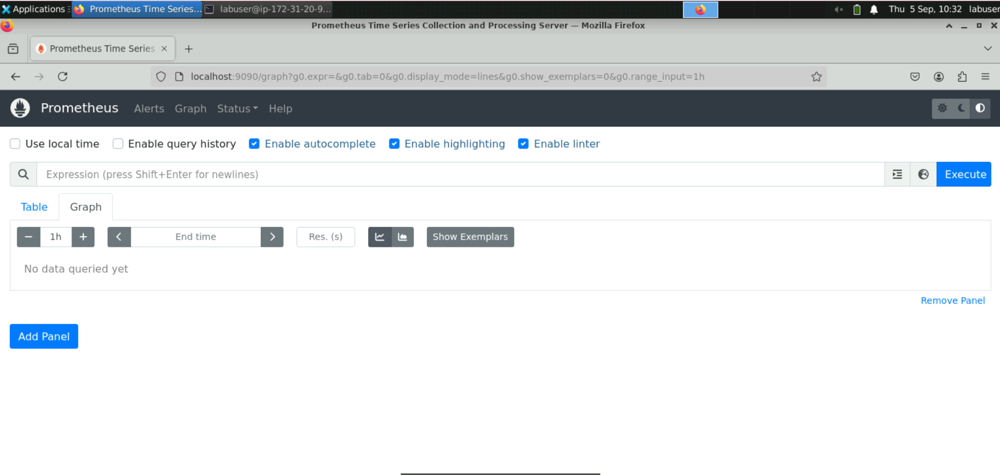 Applications Prometheus Time Series... labuser@ip-172-31-20-9... Thu 5 Sep, 10:32 labuser
Prometheus Time Series Collection and Processing Server — Mozilla Firefox
Prometheus Time Series
localhost:9090/graph?g0.expr=&g0.tab=0&g0.display_mode=lines&g0.show_exemplars=0&g0.range_input=1h
Prometheus Alerts Graph Status Help
Use local time Enable query history Enable autocomplete Enable highlighting Enable linter
Expression (press Shift+Enter for newlines) Execute
Table Graph
1h End time Res. (s) Show Exemplars
No data queried yet
Remove Panel
Add Panel